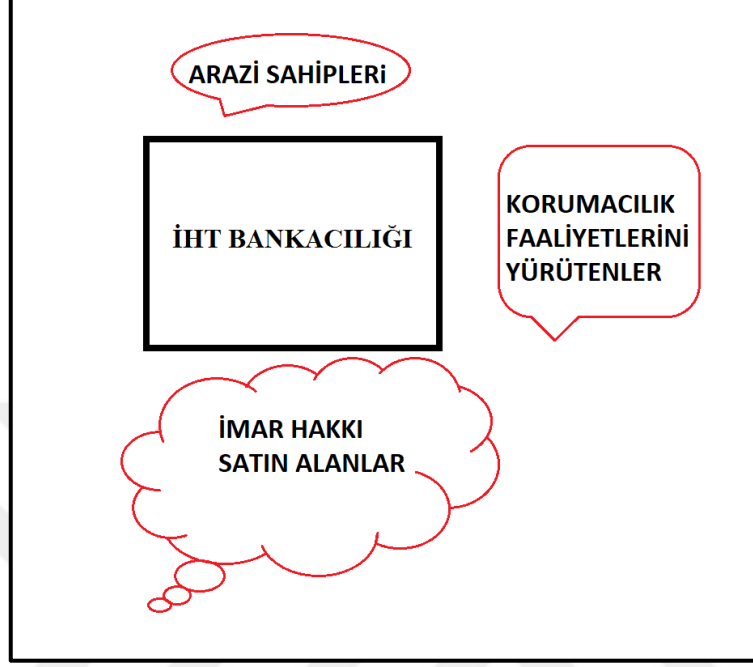 ARAZİ SAHİPLERi
İHT BANKACILIĞI
KORUMACILIK
FAALİYETLERİNİ
YÜRÜTENLER
İMAR HAKKI
SATIN ALANLAR